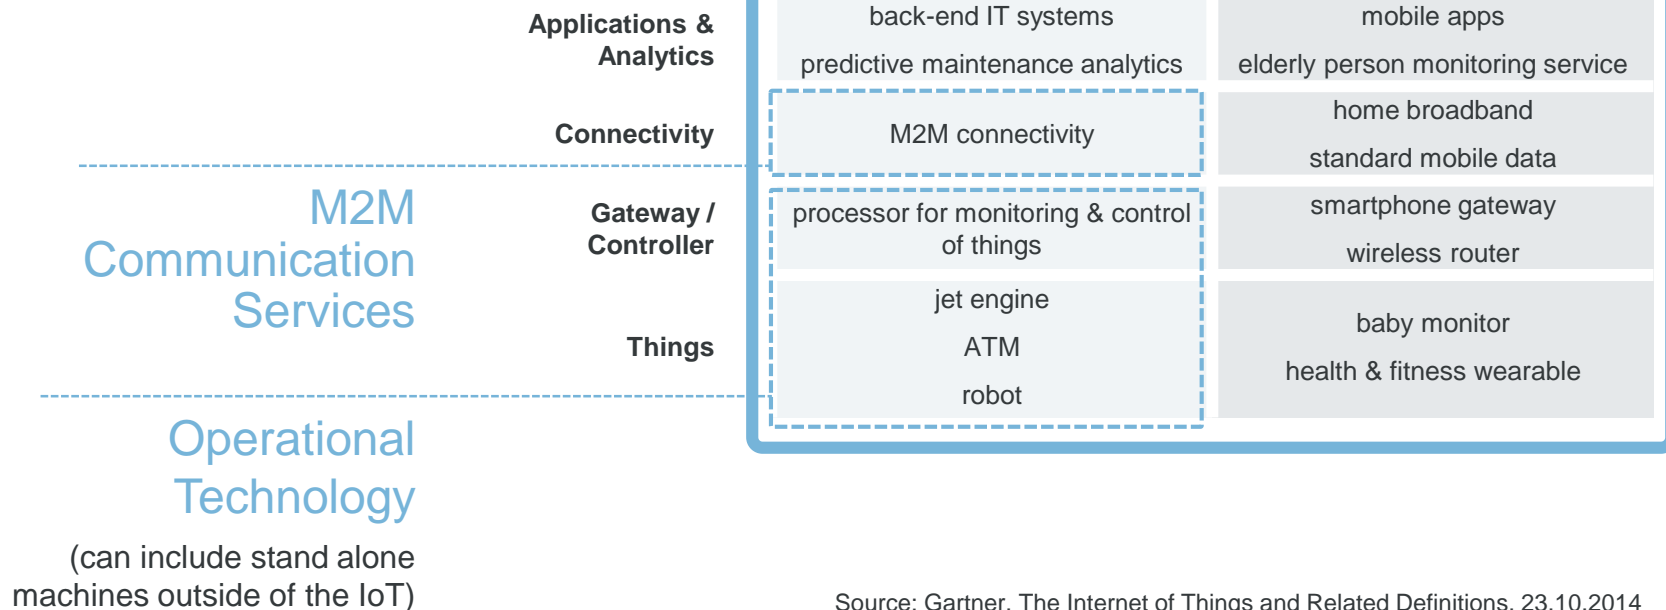 Applications &
Analytics
back-end IT systems
predictive maintenance analytics
mobile apps
elderly person monitoring service
Connectivity
M2M connectivity
home broadband
standard mobile data
M2M
Communication
Services
Gateway /
Controller
processor for monitoring & control
of things
smartphone gateway
wireless router
Things
jet engine
ATM
robot
baby monitor
health & fitness wearable
Operational
Technology
(can include stand alone
machines outside of the IoT)
Source: Gartner, The Internet of Things and Related Definitions, 23.10.2014